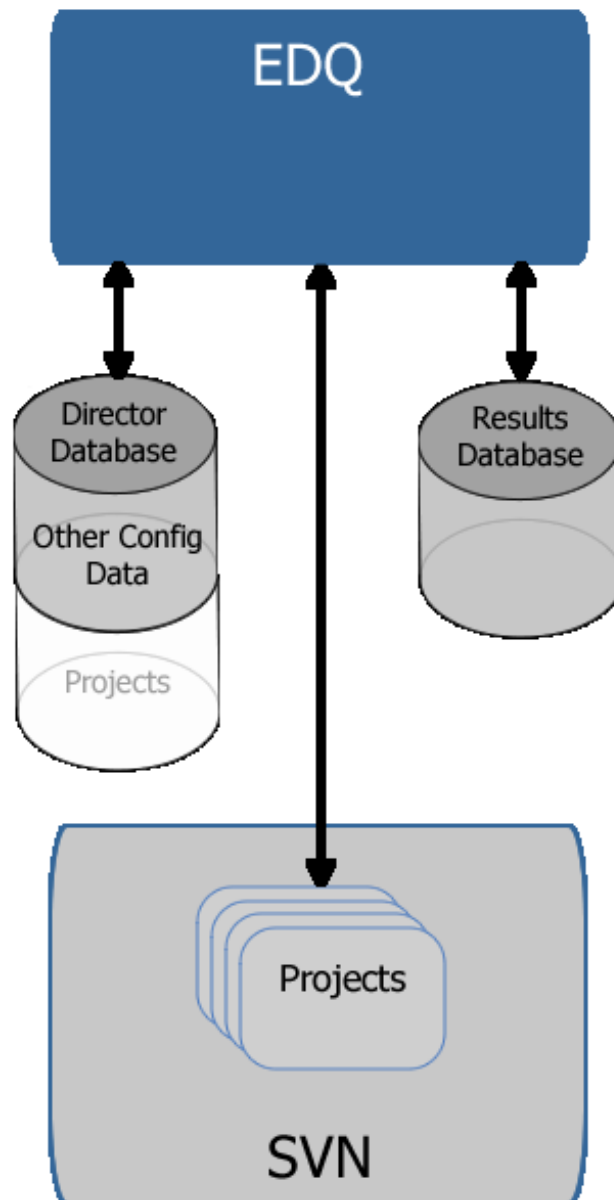 EDQ
Director
Database
Results
Database
Other Config
Data
Projects
Projects
SVN